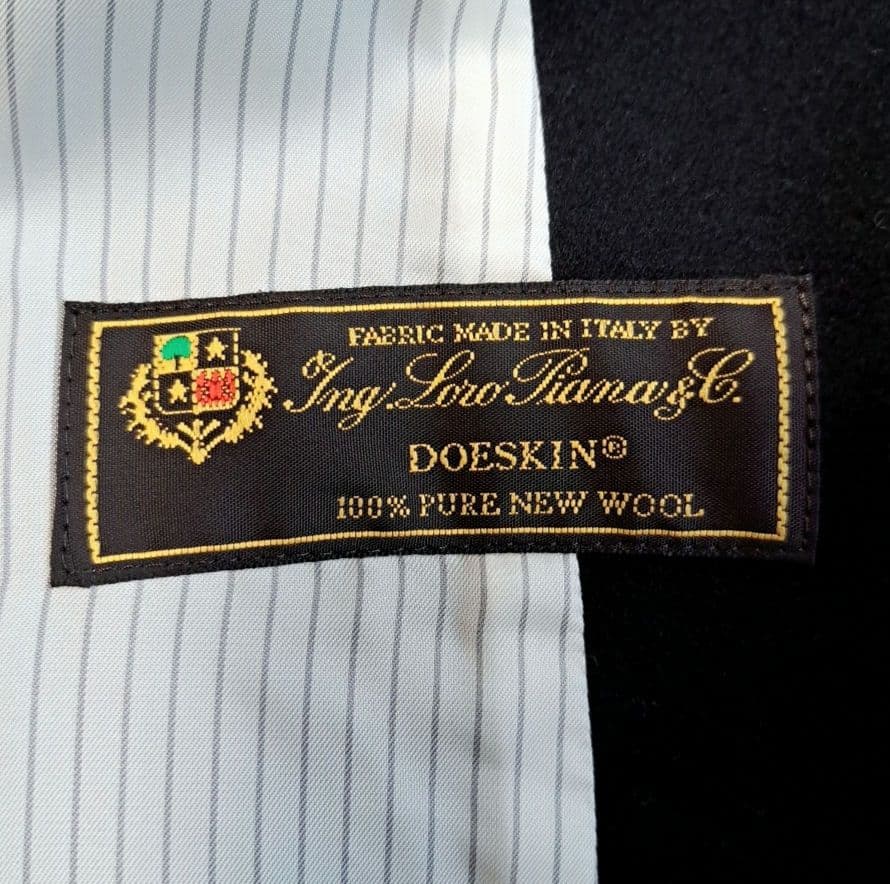 FABRIC MADE IN ITALY BY
Ing. Loro Piana & C.
DOESKIN®
100% PURE NEW WOOL